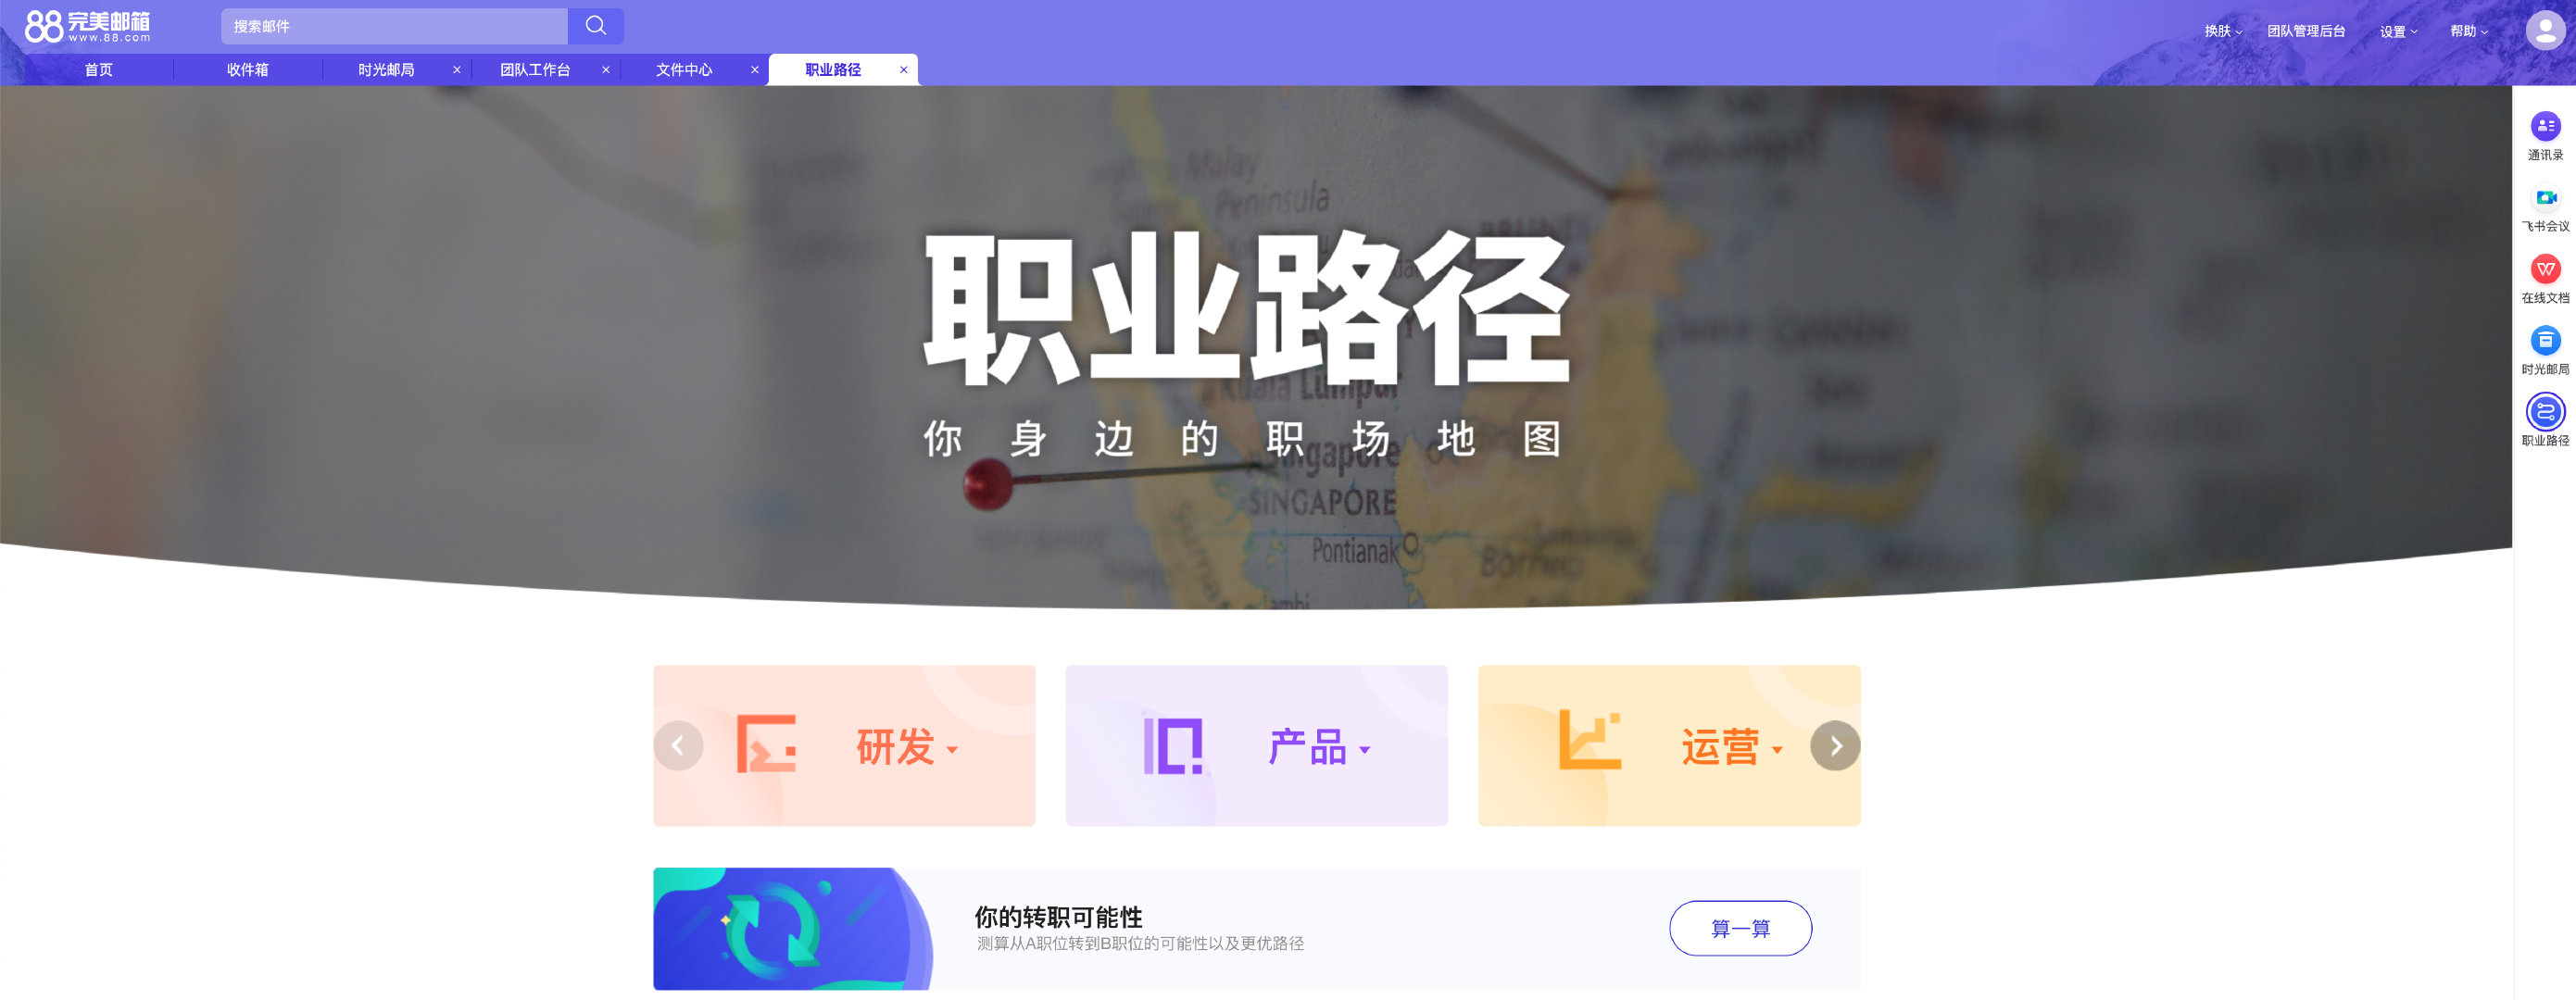 88 完美邮箱
www.88.com
搜索邮件
换肤 团队管理后台 设置 帮助
首页 收件箱 时光邮局 × 团队工作台 × 文件中心 × 职业路径 ×
通讯录
飞书会议
在线文档
时光邮局
职业路径
Malay
Peninsula
职业路径
Kuala Lumpur
你身边的职场地图
Singapore
SINGAPORE
Pontianak
Borneo
研发
产品
运营
你的转职可能性
测算从A职位转到B职位的可能性以及更优路径
算一算